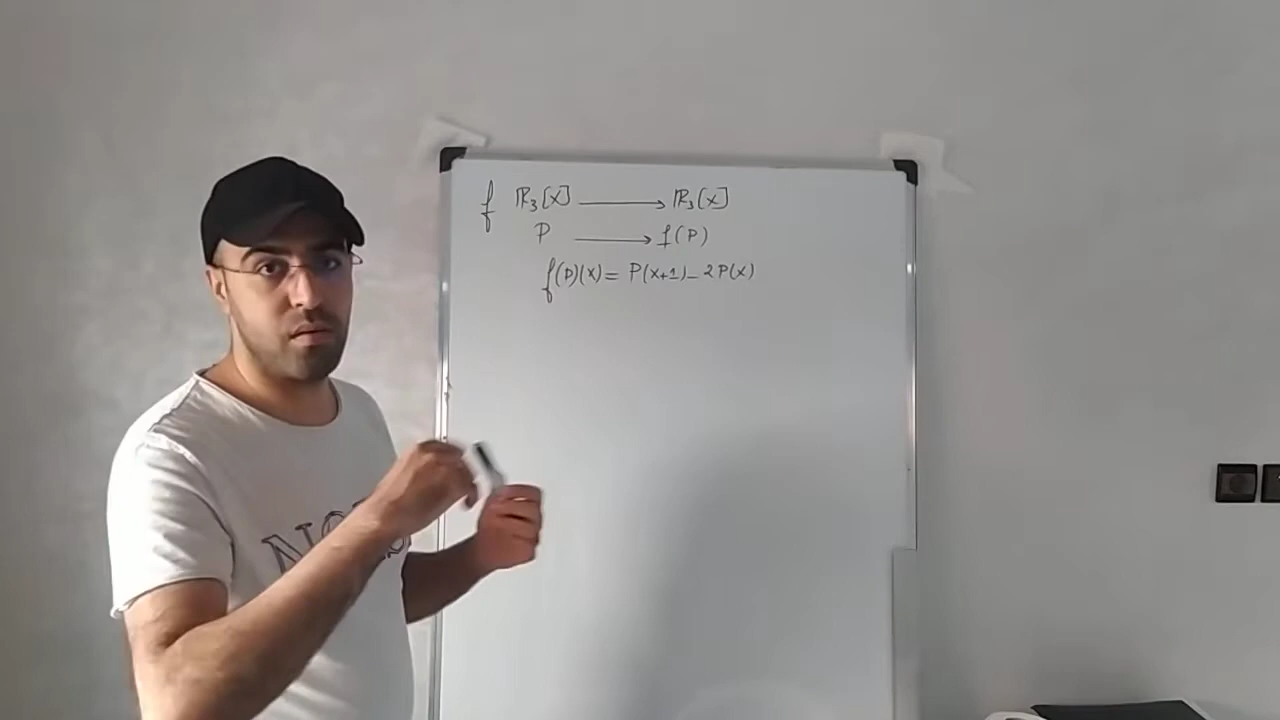 f ℝ₃[X] ⟶ ℝ₃[X]
P ⟶ f(P)
f(P)(X) = P(X+1) - 2P(X)